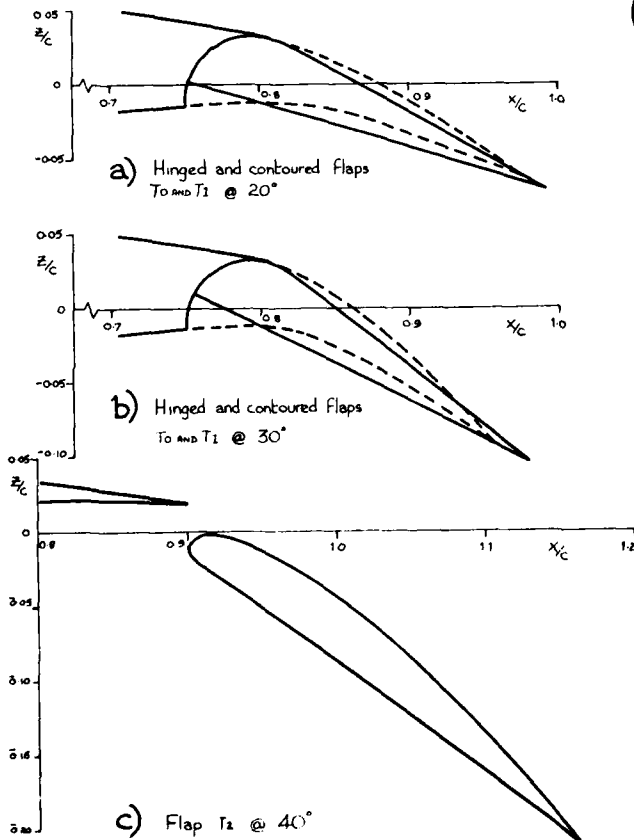 0.05
z/c
0
0.7
0.8
0.9
x/c
1.0
-0.05
a) Hinged and contoured flaps
T0 AND T1 @ 20°
0.05
z/c
0
0.7
0.8
0.9
x/c
1.0
-0.05
b) Hinged and contoured flaps
T0 AND T1 @ 30°
-0.10
0.05
z/c
0
0.8
0.9
1.0
1.1
x/c
1.2
-0.05
-0.10
-0.15
-0.20
c) Flap T2 @ 40°